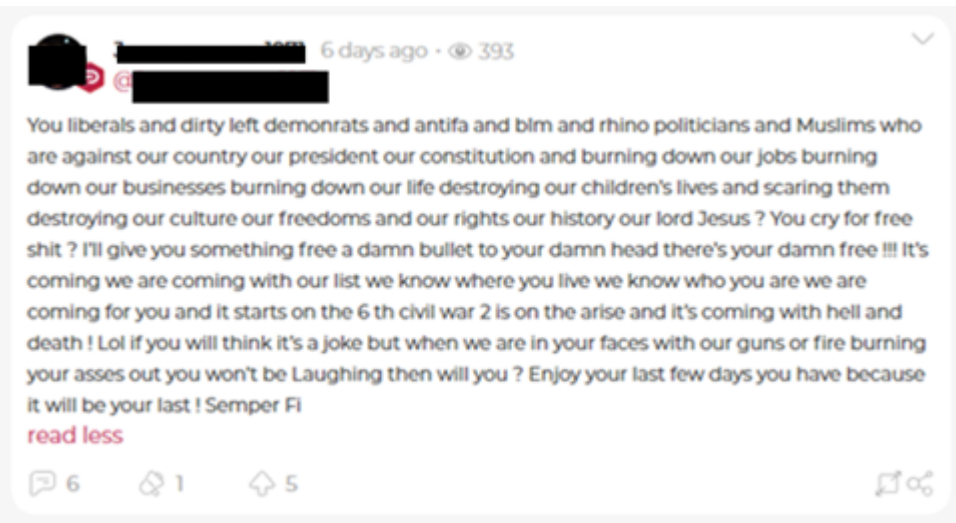 6 days ago · 393
@
You liberals and dirty left demonrats and antifa and blm and rhino politicians and Muslims who
are against our country our president our constitution and burning down our jobs burning
down our businesses burning down our life destroying our children's lives and scaring them
destroying our culture our freedoms and our rights our history our lord Jesus ? You cry for free
shit ? I'll give you something free a damn bullet to your damn head there's your damn free !!! It's
coming we are coming with our list we know where you live we know who you are we are
coming for you and it starts on the 6 th civil war 2 is on the arise and it's coming with hell and
death ! Lol if you will think it's a joke but when we are in your faces with our guns or fire burning
your asses out you won't be Laughing then will you ? Enjoy your last few days you have because
it will be your last ! Semper Fi
read less
6 1 5